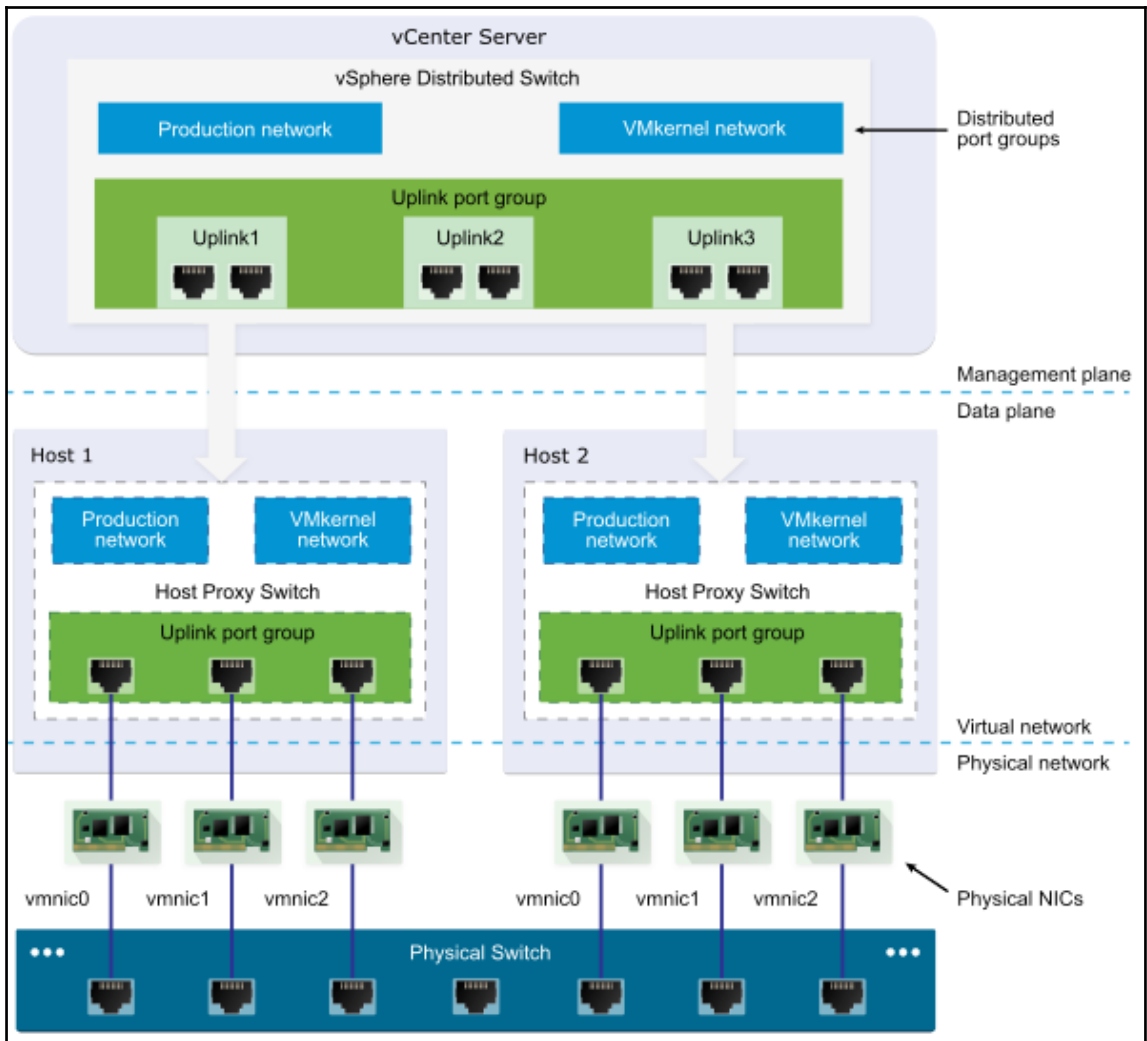 vCenter Server
vSphere Distributed Switch
Production network
VMkernel network
Distributed
port groups
Uplink port group
Uplink1
Uplink2
Uplink3
Management plane
Data plane
Host 1
Host 2
Production
network
VMkernel
network
Production
network
VMkernel
network
Host Proxy Switch
Host Proxy Switch
Uplink port group
Uplink port group
Virtual network
Physical network
vmnic0
vmnic1
vmnic2
vmnic0
vmnic1
vmnic2
Physical NICs
Physical Switch